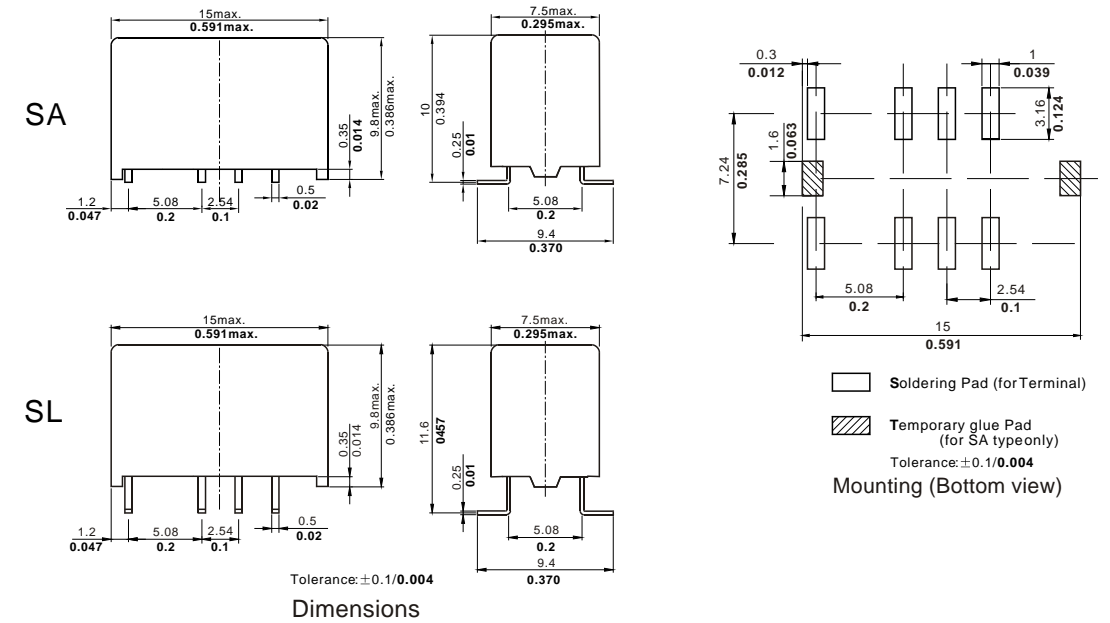 SA
15max.
0.591max.
0.35
0.014
9.8max.
0.386max.
1.2
0.047
5.08
0.2
2.54
0.1
0.5
0.02
7.5max.
0.295max.
10
0.394
0.25
0.01
5.08
0.2
9.4
0.370
SL
15max.
0.591max.
0.35
0.014
9.8max.
0.386max.
1.2
0.047
5.08
0.2
2.54
0.1
0.5
0.02
7.5max.
0.295max.
11.6
0457
0.25
0.01
5.08
0.2
9.4
0.370
Tolerance:±0.1/0.004
Dimensions
0.3
0.012
1
0.039
3.16
0.124
1.6
0.063
7.24
0.285
5.08
0.2
2.54
0.1
15
0.591
Soldering Pad (for Terminal)
Temporary glue Pad
(for SA typeonly)
Tolerance:±0.1/0.004
Mounting (Bottom view)